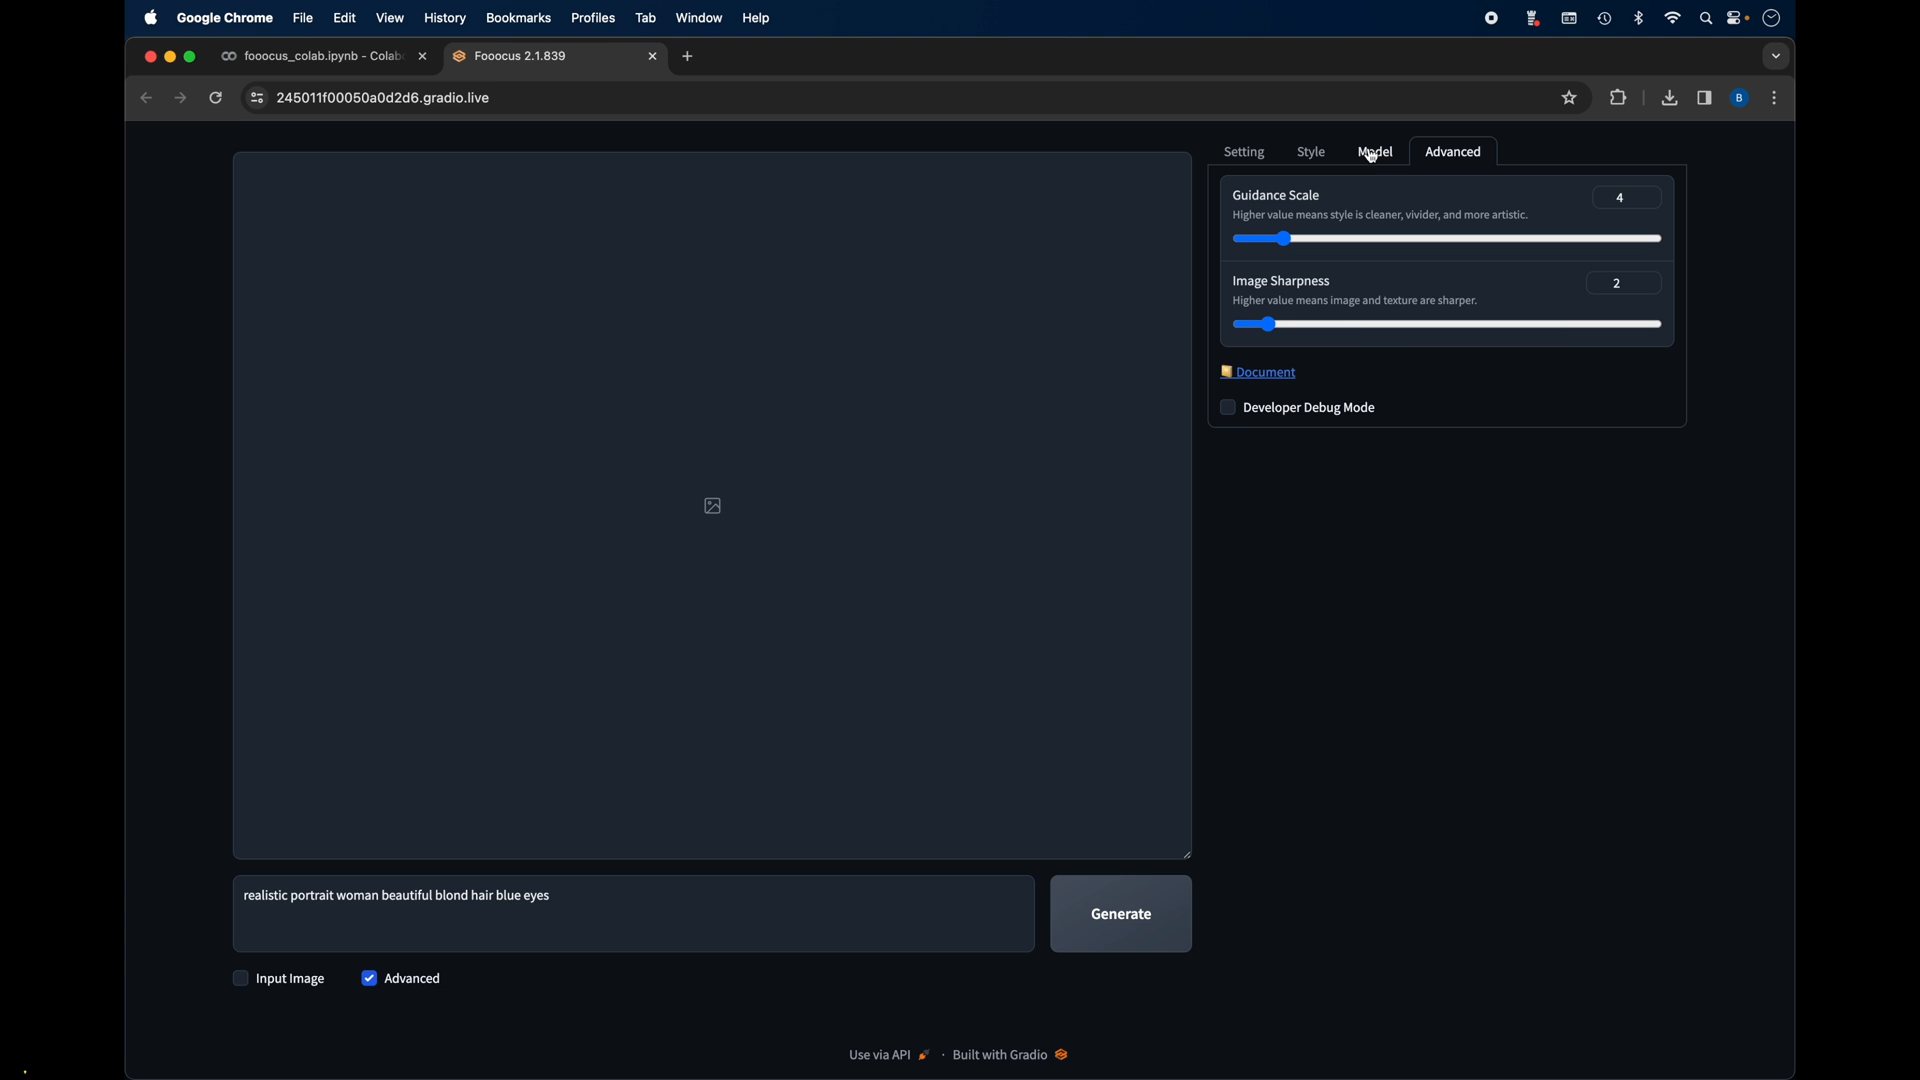 Google Chrome File Edit View History Bookmarks Profiles Tab Window Help
fooocus_colab.ipynb - Colab
Fooocus 2.1.839
245011f00050a0d2d6.gradio.live
B
Setting Style Model Advanced
Guidance Scale 4
Higher value means style is cleaner, vivider, and more artistic.
Image Sharpness 2
Higher value means image and texture are sharper.
Document
Developer Debug Mode
realistic portrait woman beautiful blond hair blue eyes
Generate
Input Image Advanced
Use via API · Built with Gradio